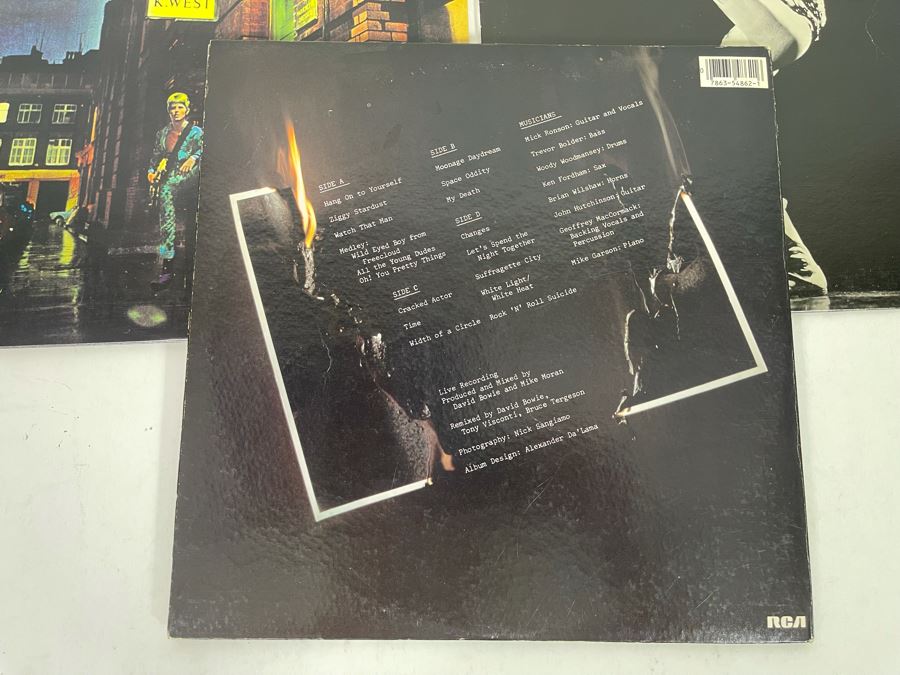 K.WEST
7863-54862-1
SIDE A
Hang On to Yourself
Ziggy Stardust
Watch That Man
Medley:
Wild Eyed Boy from
Freecloud
All the Young Dudes
Oh! You Pretty Things
SIDE B
Moonage Daydream
Space Oddity
My Death
SIDE C
Cracked Actor
Time
Width of a Circle
SIDE D
Changes
Let's Spend the
Night Together
Suffragette City
White Light/
White Heat
Rock 'N' Roll Suicide
MUSICIANS
Mick Ronson: Guitar and Vocals
Trevor Bolder: Bass
Woody Woodmansey: Drums
Ken Fordham: Sax
Brian Wilshaw: Horns
John Hutchinson: Guitar
Geoffrey MacCormack:
Backing Vocals and
Percussion
Mike Garson: Piano
Live Recording
Produced and Mixed by
David Bowie and Mike Moran
Remixed by David Bowie,
Tony Visconti, Bruce Tergeson
Photography: Mick Sangiamo
Album Design: Alexander Da'Lama
RCA